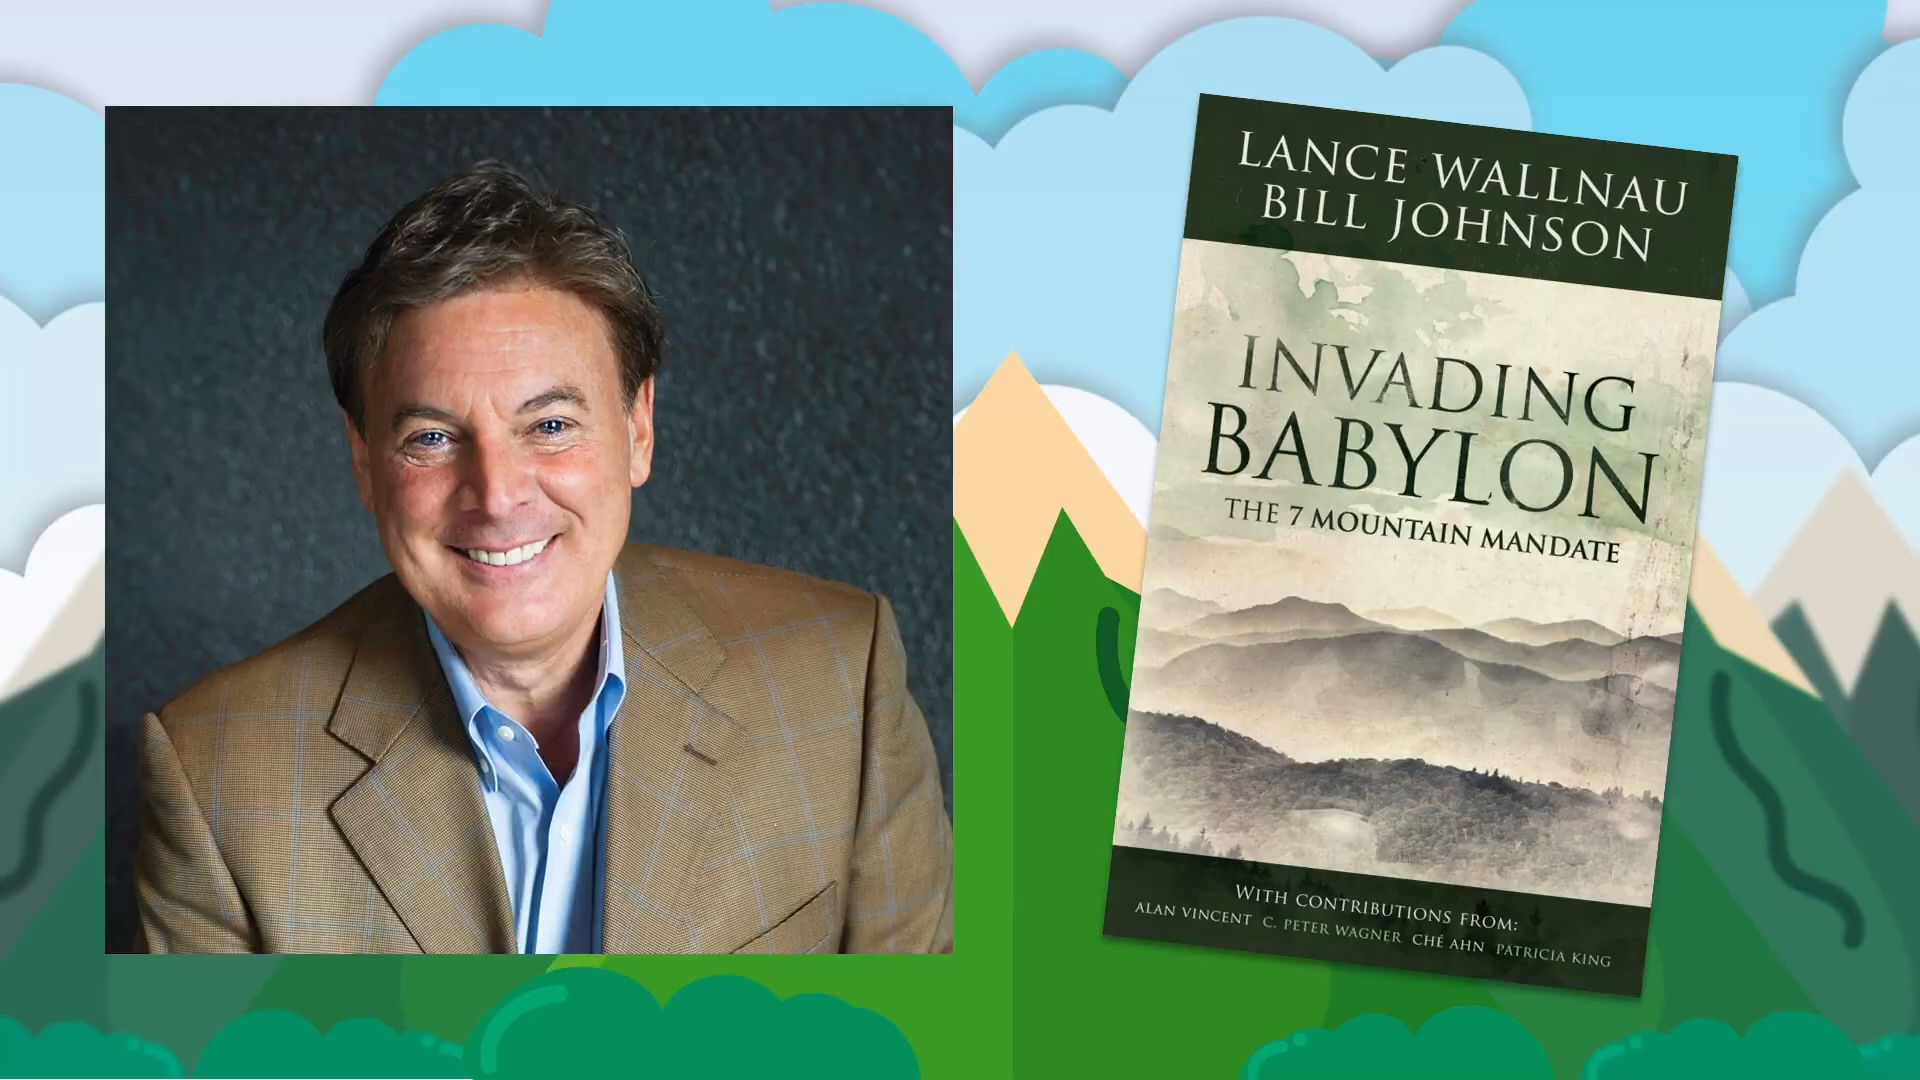 LANCE WALLNAU
BILL JOHNSON
INVADING
BABYLON
THE 7 MOUNTAIN MANDATE
WITH CONTRIBUTIONS FROM:
ALAN VINCENT C. PETER WAGNER CHÉ AHN PATRICIA KING